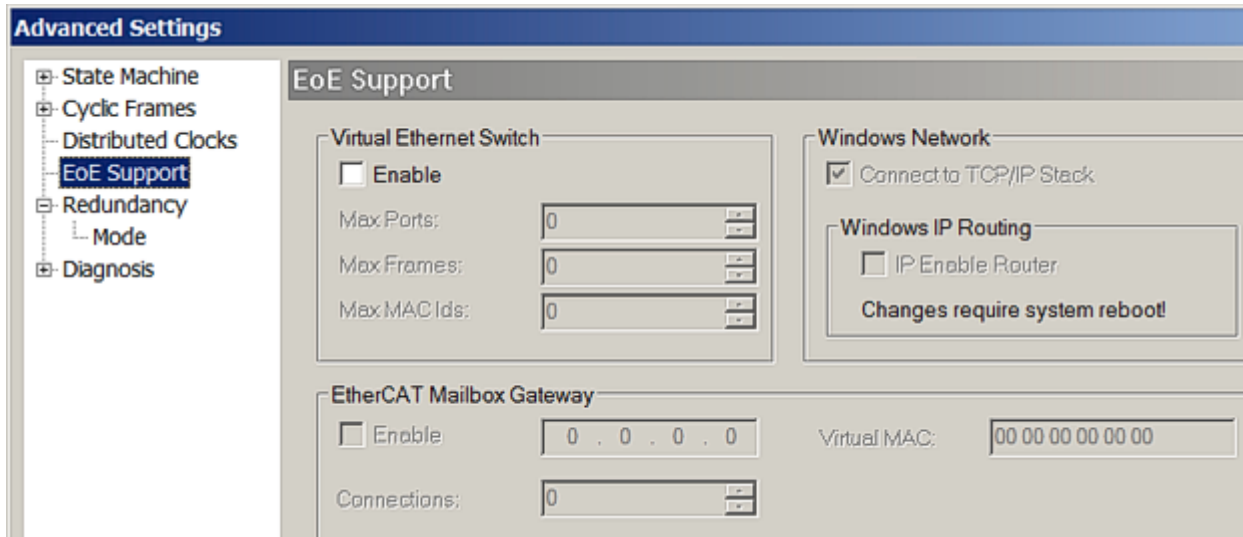 Advanced Settings
State Machine
Cyclic Frames
Distributed Clocks
EoE Support
Redundancy
Mode
Diagnosis
EoE Support
Virtual Ethernet Switch
Enable
Max Ports: 0
Max Frames: 0
Max MAC Ids: 0
Windows Network
Connect to TCP/IP Stack
Windows IP Routing
IP Enable Router
Changes require system reboot!
EtherCAT Mailbox Gateway
Enable 0 . 0 . 0 . 0 Virtual MAC: 00 00 00 00 00 00
Connections: 0